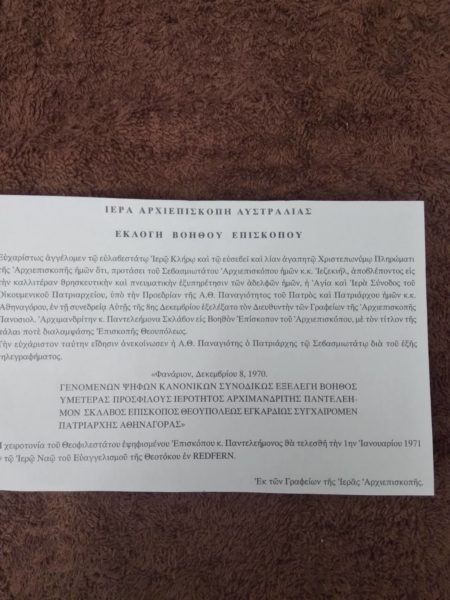 ΙΕΡΑ ΑΡΧΙΕΠΙΣΚΟΠΗ ΑΥΣΤΡΑΛΙΑΣ
ΕΚΛΟΓΗ ΒΟΗΘΟΥ ΕΠΙΣΚΟΠΟΥ
Εὐχαρίστως ἀγγέλομεν τῷ εὐλαβεστάτῳ Ἱερῷ Κλήρῳ καὶ τῷ εὐσεβεῖ καὶ λίαν ἀγαπητῷ Χριστεπωνύμῳ Πληρώματι
τῆς Ἀρχιεπισκοπῆς ἡμῶν ὅτι, προτάσει τοῦ Σεβασμιωτάτου Ἀρχιεπισκόπου ἡμῶν κ.κ. Ἰεζεκιήλ, ἀποβλέποντος εἰς
τὴν καλλιτέραν θρησκευτικὴν καὶ πνευματικὴν ἐξυπηρέτησιν τῶν ἀδελφῶν ἡμῶν, ἡ Ἁγία καὶ Ἱερὰ Σύνοδος τοῦ
Οἰκουμενικοῦ Πατριαρχείου, ὑπὸ τὴν Προεδρίαν τῆς Α.Θ. Παναγιότητος τοῦ Πατρὸς καὶ Πατριάρχου ἡμῶν κ.κ.
Ἀθηναγόρου, ἐν τῇ συνεδρίᾳ Αὐτῆς τῆς 8ης Δεκεμβρίου ἐξελέξατο τὸν Διευθυντὴν τῶν Γραφείων τῆς Ἀρχιεπισκοπῆς
Πανοσιολ. Ἀρχιμανδρίτην κ. Παντελεήμονα Σκλάβον εἰς Βοηθὸν Ἐπίσκοπον τοῦ Ἀρχιεπισκόπου, μὲ τὸν τίτλον τῆς
πάλαι ποτὲ διαλαμψάσης Ἐπισκοπῆς Θεουπόλεως.
Τὴν εὐχάριστον ταύτην εἴδησιν ἀνεκοίνωσεν ἡ Α.Θ. Παναγιότης ὁ Πατριάρχης τῷ Σεβασμιωτάτῳ διὰ τοῦ ἑξῆς
τηλεγραφήματος.
«Φανάριον, Δεκεμβρίου 8, 1970.
ΓΕΝΟΜΕΝΩΝ ΨΗΦΩΝ ΚΑΝΟΝΙΚΩΝ ΣΥΝΟΔΙΚΩΣ ΕΞΕΛΕΓΗ ΒΟΗΘΟΣ
ΥΜΕΤΕΡΑΣ ΠΡΟΣΦΙΛΟΥΣ ΙΕΡΟΤΗΤΟΣ ΑΡΧΙΜΑΝΔΡΙΤΗΣ ΠΑΝΤΕΛΕΗ-
ΜΟΝ ΣΚΛΑΒΟΣ ΕΠΙΣΚΟΠΟΣ ΘΕΟΥΠΟΛΕΩΣ ΕΓΚΑΡΔΙΩΣ ΣΥΓΧΑΙΡΟΜΕΝ
ΠΑΤΡΙΑΡΧΗΣ ΑΘΗΝΑΓΟΡΑΣ»
Ἡ χειροτονία τοῦ Θεοφιλεστάτου ἐψηφισμένου Ἐπισκόπου κ. Παντελεήμονος θὰ τελεσθῇ τὴν 1ην Ἰανουαρίου 1971
ἐν τῷ Ἱερῷ Ναῷ τοῦ Εὐαγγελισμοῦ τῆς Θεοτόκου ἐν REDFERN.
Ἐκ τῶν Γραφείων τῆς Ἱερᾶς Ἀρχιεπισκοπῆς.